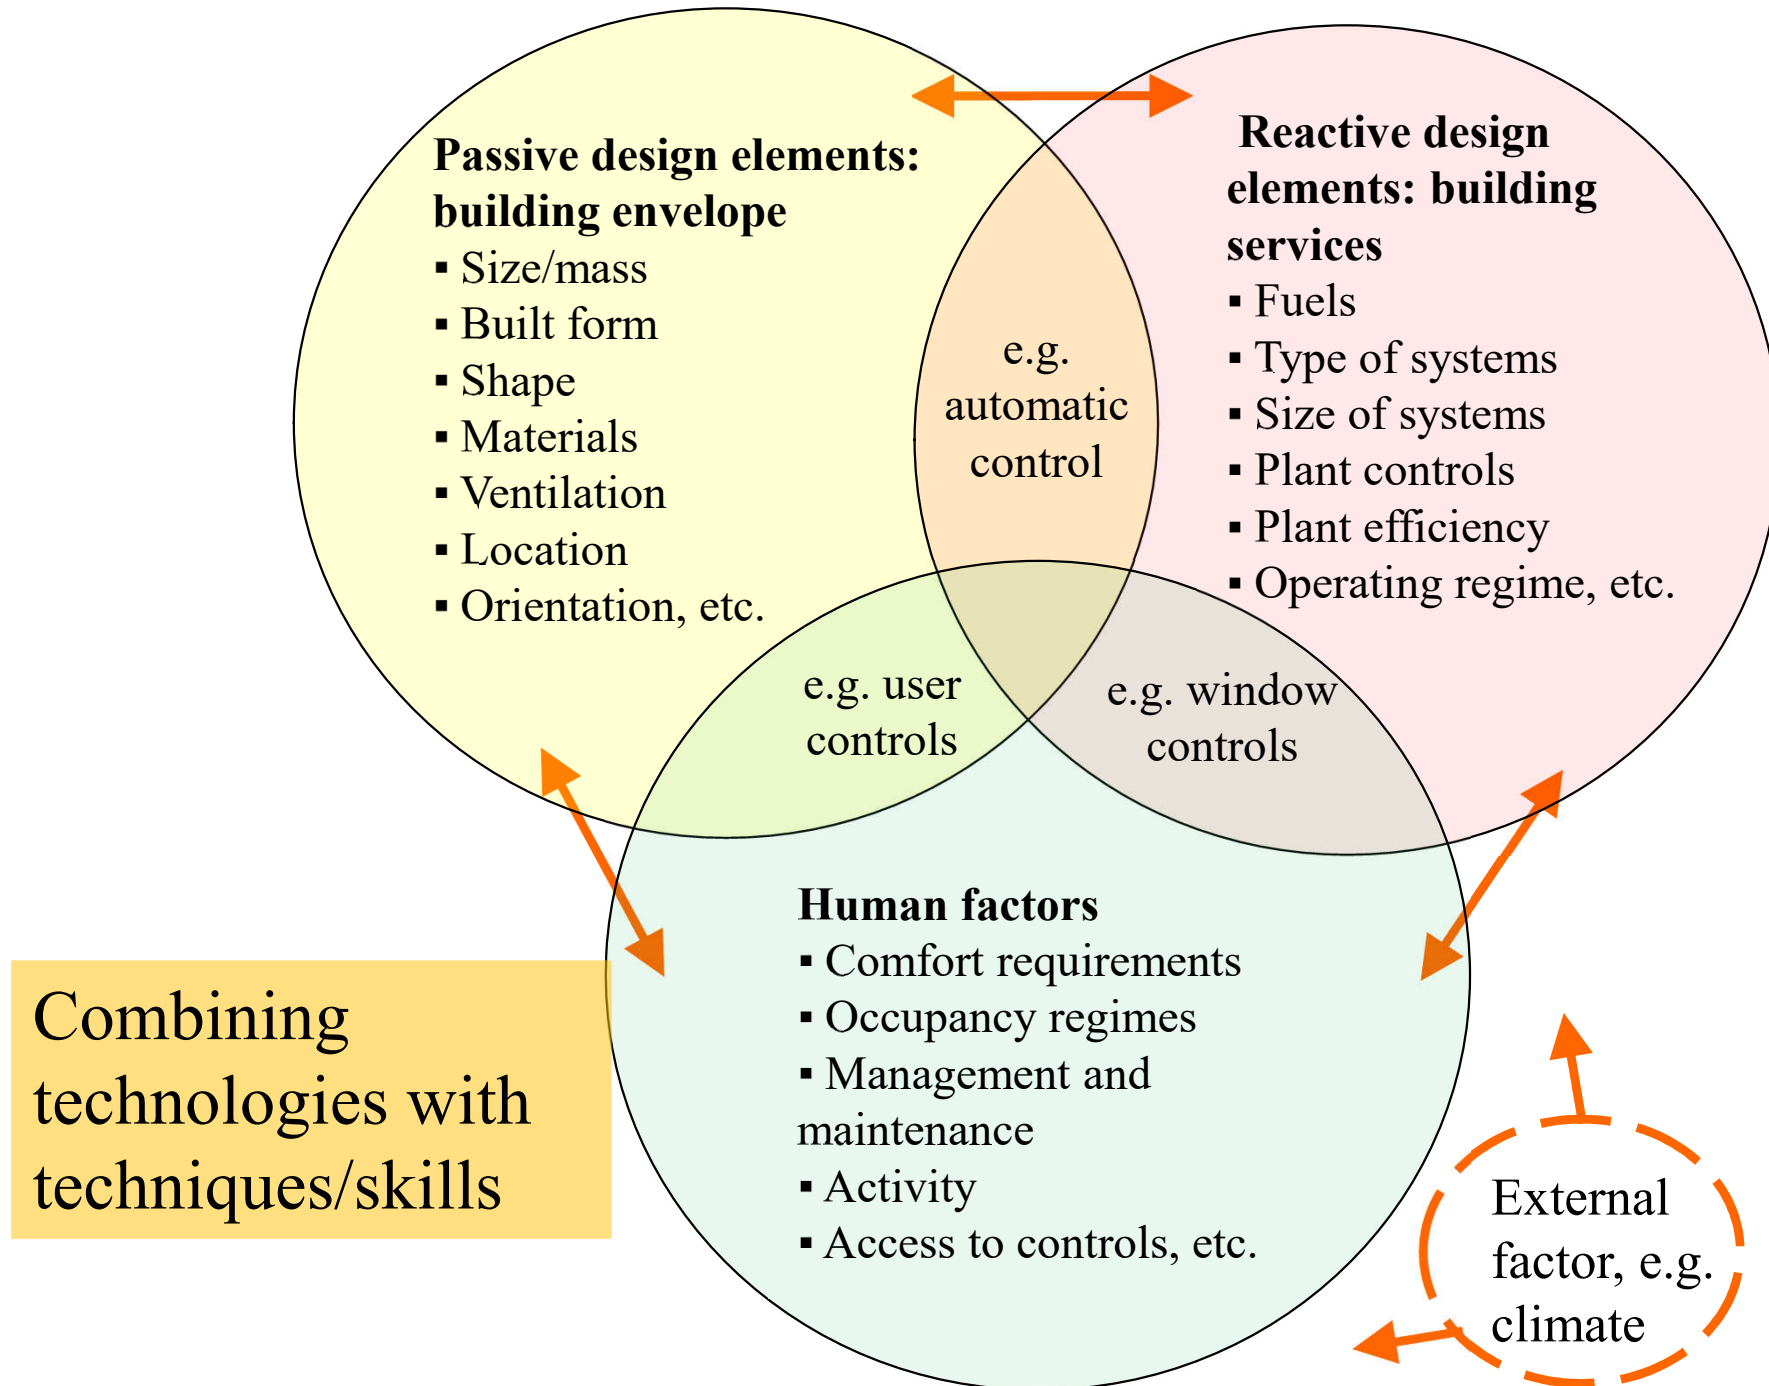 Passive design elements:
building envelope
▪ Size/mass
▪ Built form
▪ Shape
▪ Materials
▪ Ventilation
▪ Location
▪ Orientation, etc.
Reactive design
elements: building
services
▪ Fuels
▪ Type of systems
▪ Size of systems
▪ Plant controls
▪ Plant efficiency
▪ Operating regime, etc.
e.g.
automatic
control
e.g. user
controls
e.g. window
controls
Human factors
▪ Comfort requirements
▪ Occupancy regimes
▪ Management and
maintenance
▪ Activity
▪ Access to controls, etc.
Combining
technologies with
techniques/skills
External
factor, e.g.
climate